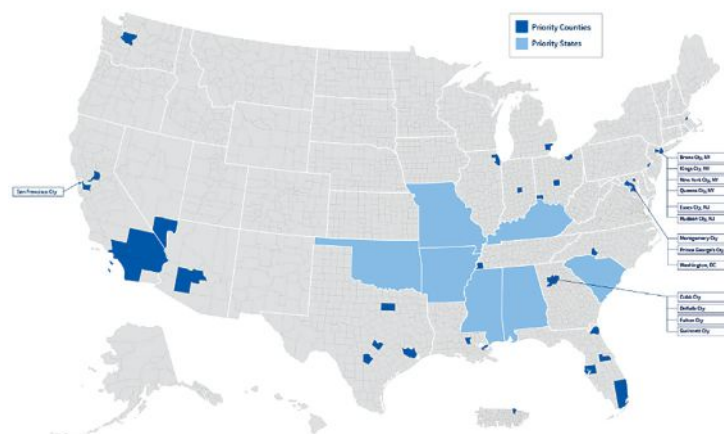 Priority Counties
Priority States
San Francisco Cty
Bronx Cty, NY
Kings Cty, NY
New York Cty, NY
Queens Cty, NY
Essex Cty, NJ
Hudson Cty, NJ
Montgomery Cty
Prince George's Cty
Washington, DC
Cobb Cty
DeKalb Cty
Fulton Cty
Gwinnett Cty